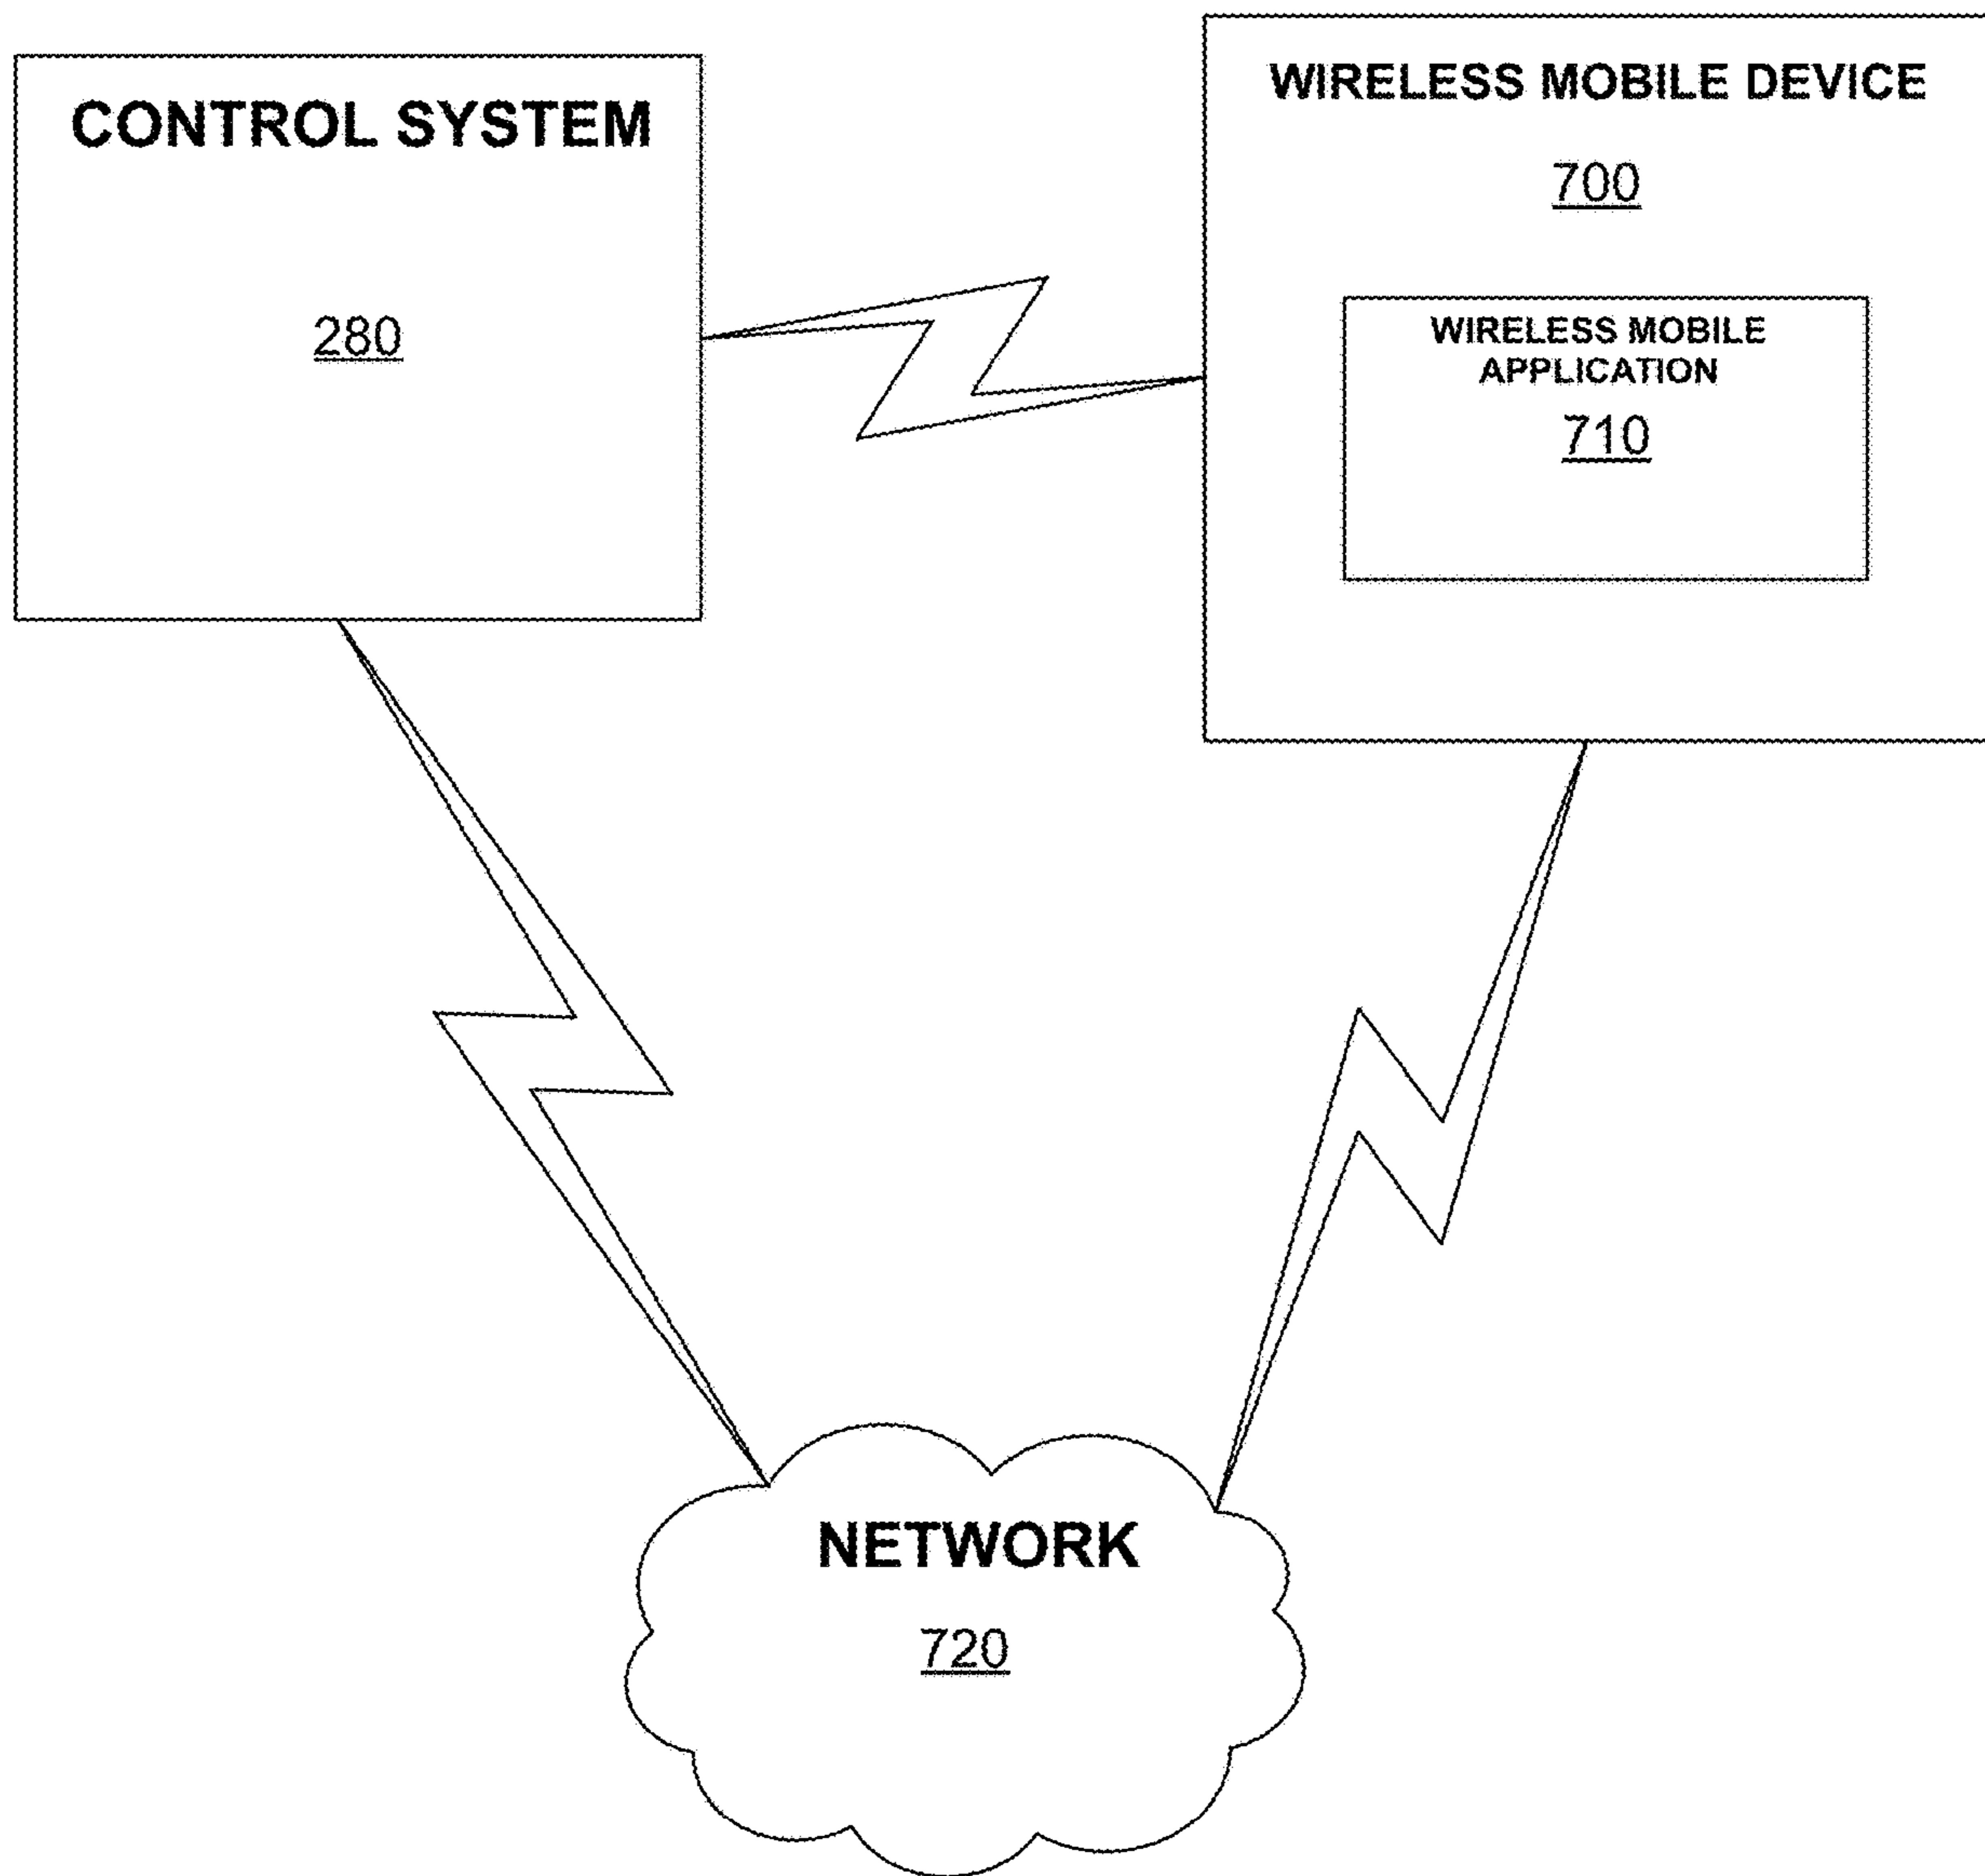 CONTROL SYSTEM
280
WIRELESS MOBILE DEVICE
700
WIRELESS MOBILE
APPLICATION
710
NETWORK
720